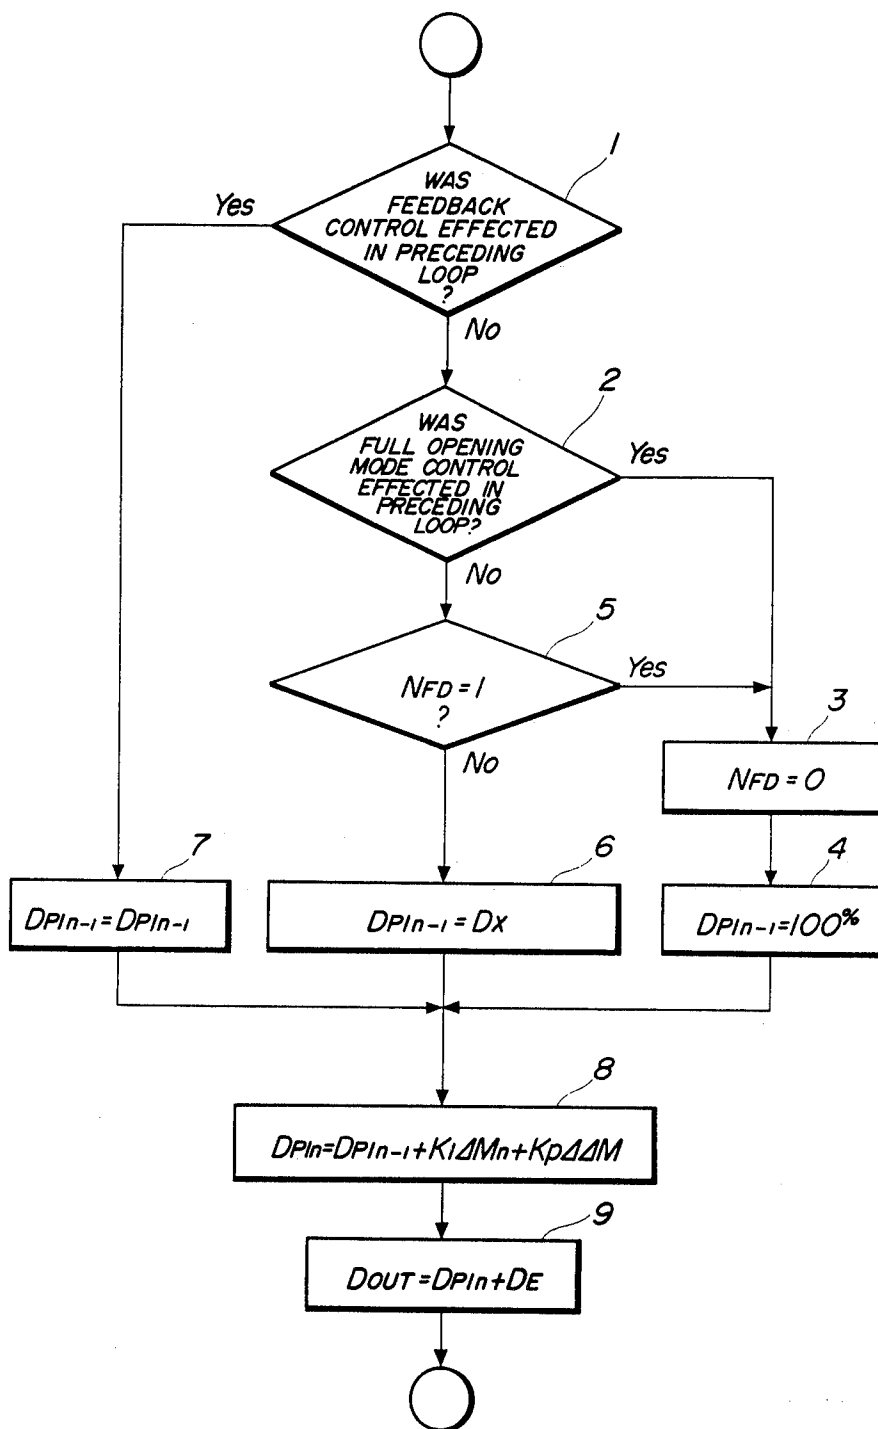 1
WAS
FEEDBACK
CONTROL EFFECTED
IN PRECEDING
LOOP
?
Yes
No
2
WAS
FULL OPENING
MODE CONTROL
EFFECTED IN
PRECEDING
LOOP?
Yes
No
5
NFD=1
?
Yes
No
3
NFD=0
7
DPIn-1=DPIn-1
6
DPIn-1=DX
4
DPIn-1=100%
8
DPIn=DPIn-1+KIΔMn+KpΔΔM
9
DOUT=DPIn+DE